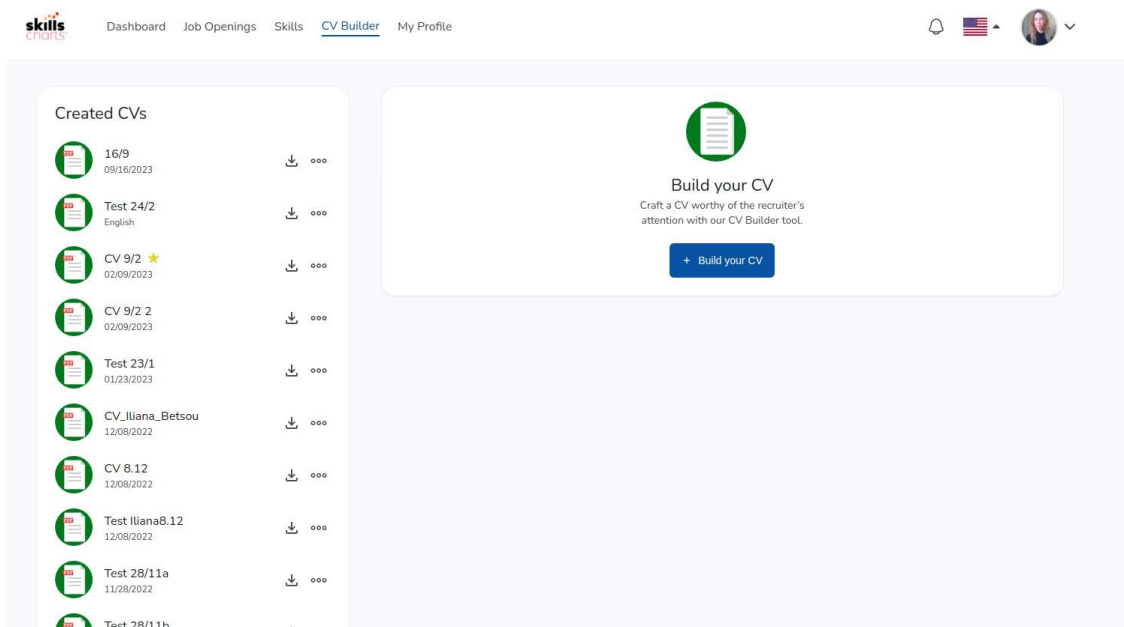 skills
charts
Dashboard Job Openings Skills CV Builder My Profile
Created CVs
16/9
09/16/2023
Test 24/2
English
CV 9/2
02/09/2023
CV 9/2 2
02/09/2023
Test 23/1
01/23/2023
CV_Iliana_Betsou
12/08/2022
CV 8.12
12/08/2022
Test Iliana8.12
12/08/2022
Test 28/11a
11/28/2022
Test 28/11b
Build your CV
Craft a CV worthy of the recruiter's
attention with our CV Builder tool.
+ Build your CV